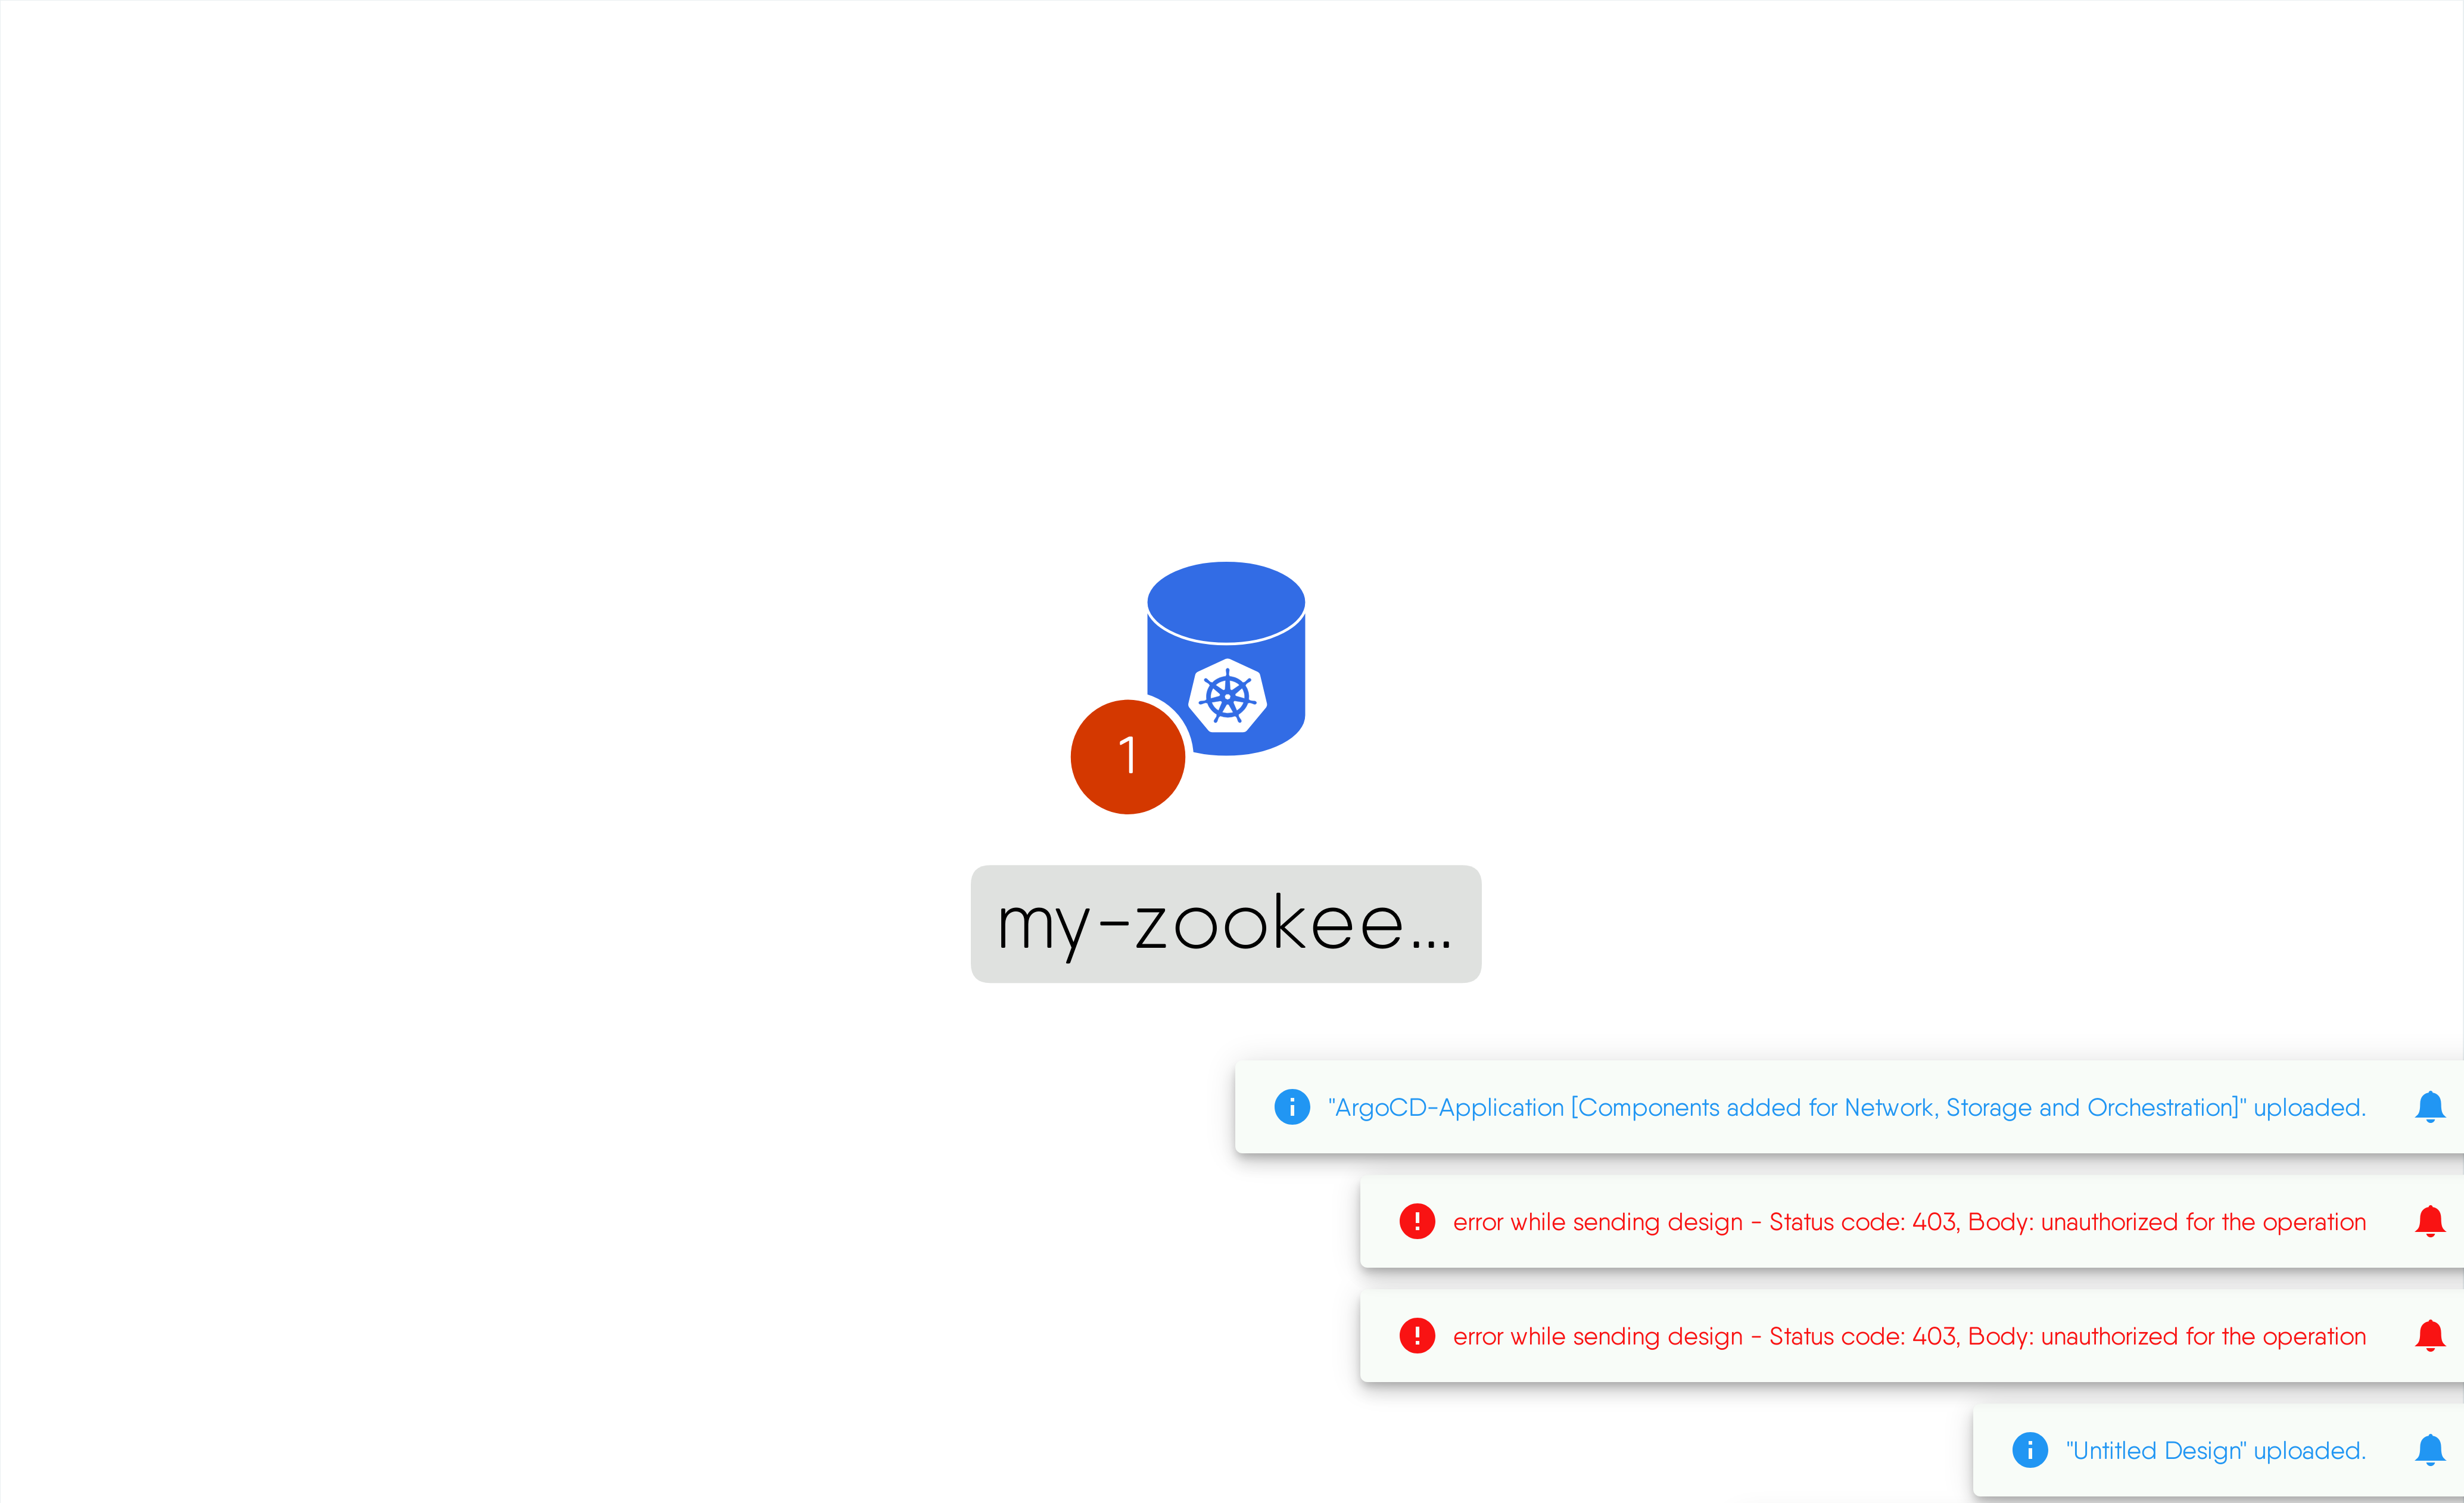 1
my-zookee...
"ArgoCD-Application [Components added for Network, Storage and Orchestration]" uploaded.
error while sending design - Status code: 403, Body: unauthorized for the operation
error while sending design - Status code: 403, Body: unauthorized for the operation
"Untitled Design" uploaded.